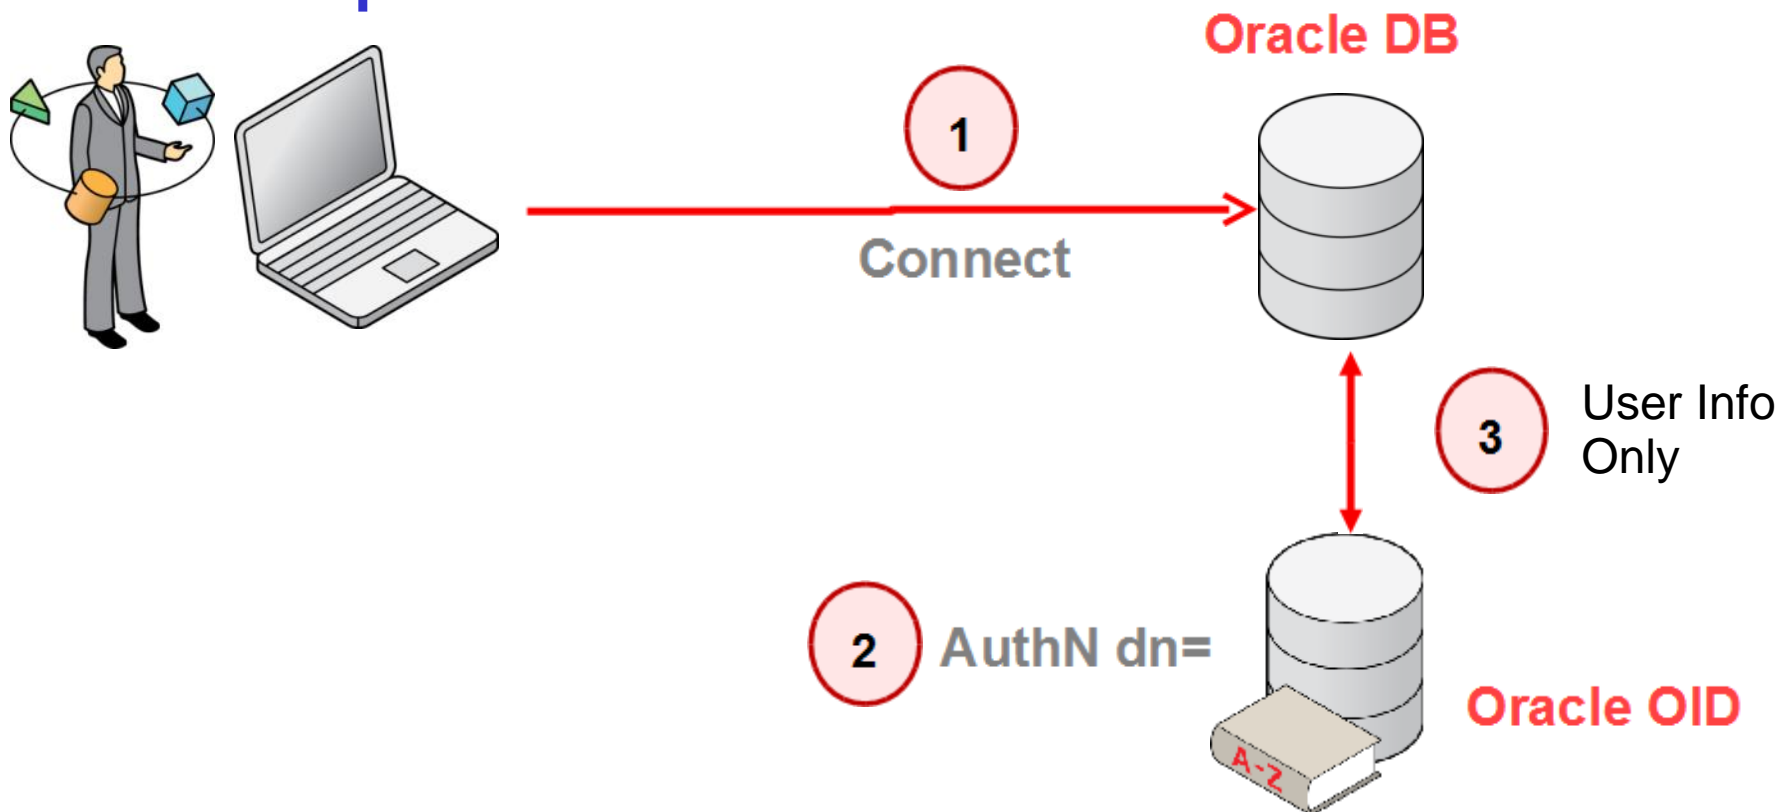 Oracle DB
1
Connect
3
User Info
Only
2
AuthN dn=
Oracle OID
A-Z